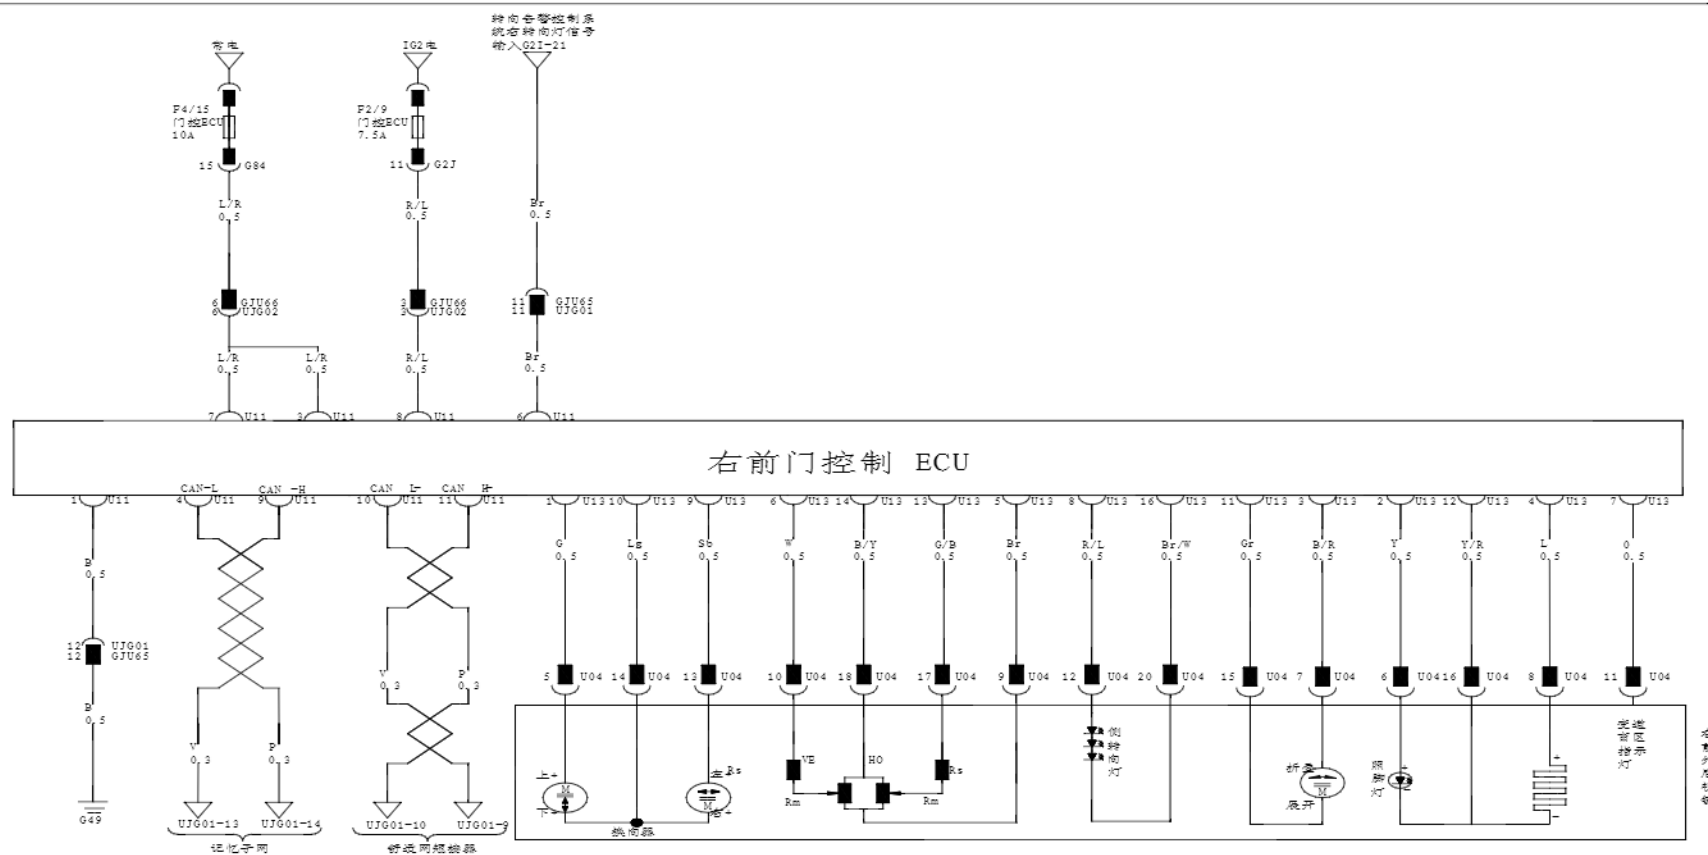 转向告警控制系
统右转向灯信号
输入G2I-21
常电
IG2电
F4/15
门控ECU
10A
F2/9
门控ECU
7.5A
15 G84
11 G2J
L/R
0.5
R/L
0.5
Br
0.5
6 GJU66
6 UJG02
3 GJU66
3 UJG02
11 GJU65
11 UJG01
L/R
0.5
L/R
0.5
R/L
0.5
Br
0.5
7 U11
3 U11
8 U11
6 U11
右前门控制 ECU
CAN-L
CAN -H
CAN L-
CAN H-
1 U11
4 U11
9 U11
10 U11
11 U11
1 U13
10 U13
9 U13
6 U13
14 U13
13 U13
5 U13
8 U13
16 U13
11 U13
3 U13
2 U13
12 U13
4 U13
7 U13
B
0.5
G
0.5
Lg
0.5
Sb
0.5
W
0.5
B/Y
0.5
G/B
0.5
Br
0.5
R/L
0.5
Br/W
0.5
Gr
0.5
B/R
0.5
Y
0.5
Y/R
0.5
L
0.5
O
0.5
12 UJG01
12 GJU65
V
0.3
P
0.3
5 U04
14 U04
13 U04
10 U04
18 U04
17 U04
9 U04
12 U04
20 U04
15 U04
7 U04
6 U04
16 U04
8 U04
11 U04
B
0.5
V
0.3
P
0.3
G49
UJG01-13
UJG01-14
UJG01-10
UJG01-9
记忆子网
舒适网短接器
上+
M
下+
换向器
左+
Rs
M
右+
VE
Rm
HO
Rs
Rm
侧
转
向
灯
折叠
M
展开
照
脚
灯
+
-
变道
盲区
指示
灯